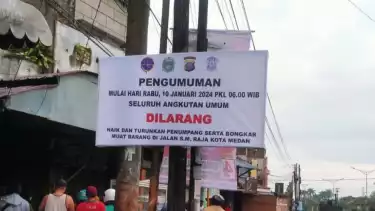 PENGUMUMAN
MULAI HARI RABU, 10 JANUARI 2024 PKL 06.00 WIB
SELURUH ANGKUTAN UMUM
DILARANG
NAIK DAN TURUNKAN PENUMPANG SERTA BONGKAR
MUAT BARANG DI JALAN S.M. RAJA KOTA MEDAN